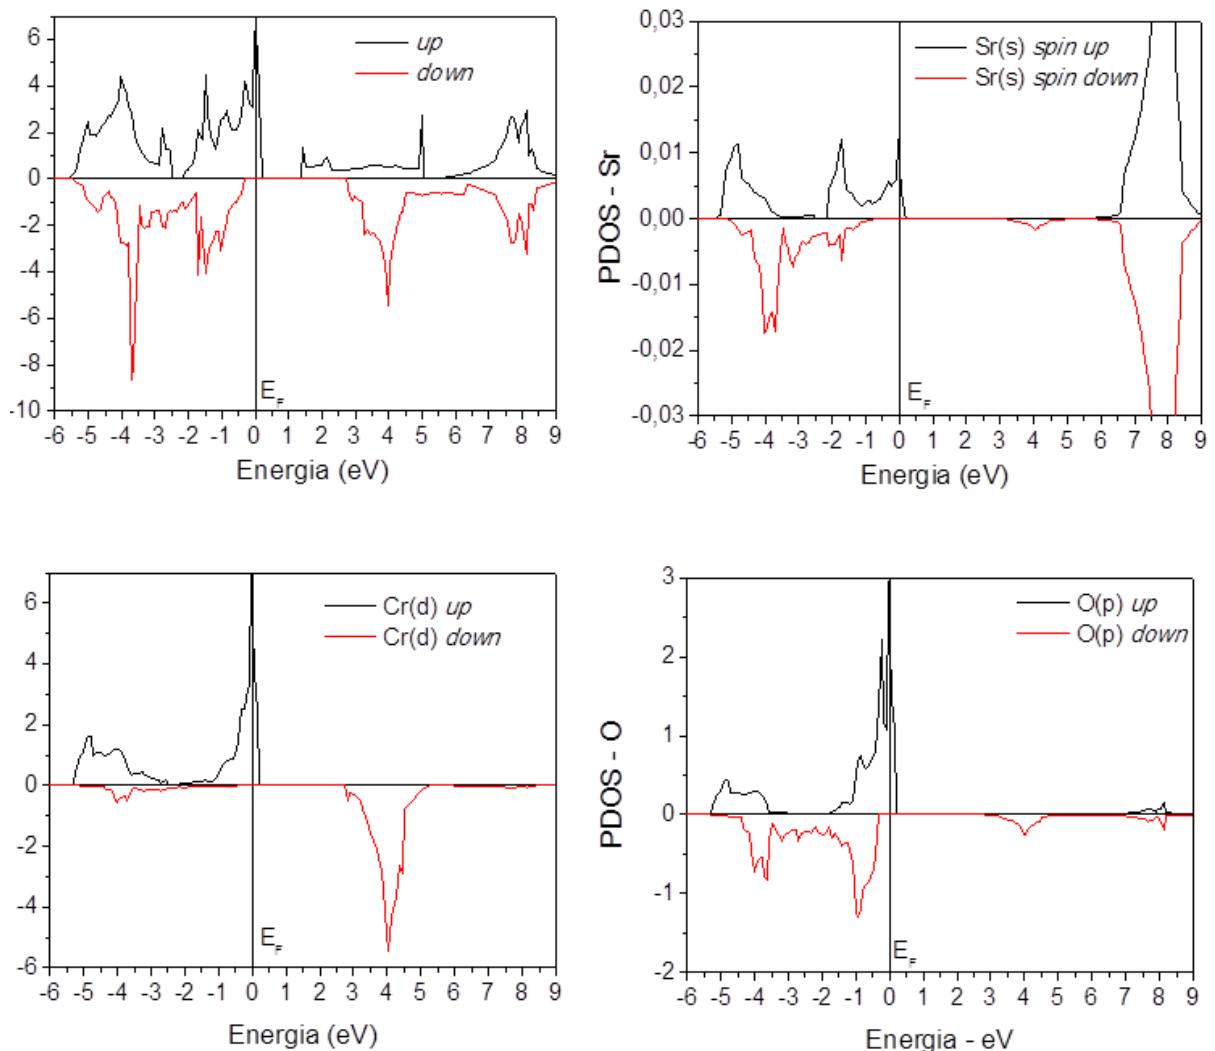 6
4
2
0
-2
-4
-6
-8
-10
up
down
E_F
-6 -5 -4 -3 -2 -1 0 1 2 3 4 5 6 7 8 9
Energia (eV)
PDOS - Sr
0,03
0,02
0,01
0,00
-0,01
-0,02
-0,03
Sr(s) spin up
Sr(s) spin down
E_F
-6 -5 -4 -3 -2 -1 0 1 2 3 4 5 6 7 8 9
Energia (eV)
6
4
2
0
-2
-4
-6
Cr(d) up
Cr(d) down
E_F
-6 -5 -4 -3 -2 -1 0 1 2 3 4 5 6 7 8 9
Energia (eV)
PDOS - O
3
2
1
0
-1
-2
O(p) up
O(p) down
E_F
-6 -5 -4 -3 -2 -1 0 1 2 3 4 5 6 7 8 9
Energia - eV